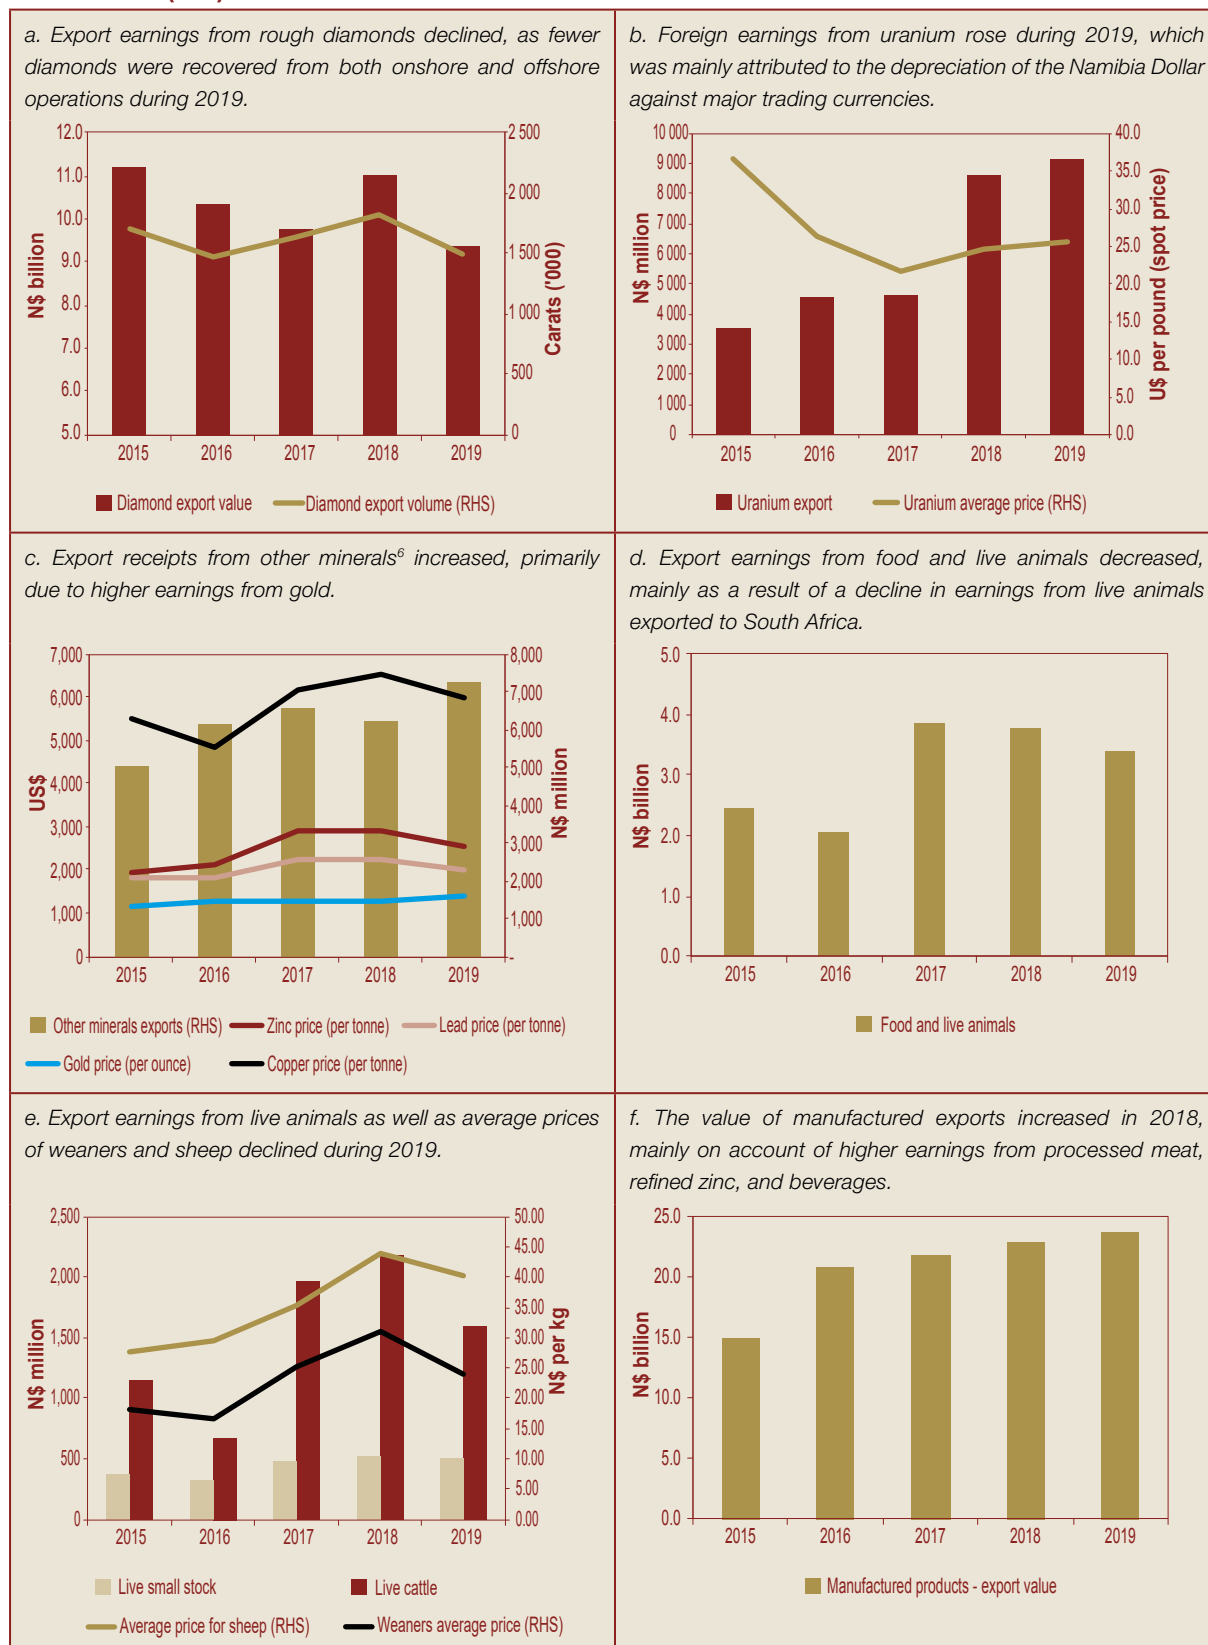 a. Export earnings from rough diamonds declined, as fewer
diamonds were recovered from both onshore and offshore
operations during 2019.
12.0
11.0
10.0
9.0
8.0
7.0
6.0
5.0
N$ billion
2 500
2 000
1 500
1 000
500
0
Carats ('000)
2015 2016 2017 2018 2019
Diamond export value Diamond export volume (RHS)
b. Foreign earnings from uranium rose during 2019, which
was mainly attributed to the depreciation of the Namibia Dollar
against major trading currencies.
10 000
9 000
8 000
7 000
6 000
5 000
4 000
3 000
2 000
1 000
0
N$ million
40.0
35.0
30.0
25.0
20.0
15.0
10.0
5.0
0.0
U$ per pound (spot price)
2015 2016 2017 2018 2019
Uranium export Uranium average price (RHS)
c. Export receipts from other minerals⁶ increased, primarily
due to higher earnings from gold.
7,000
6,000
5,000
4,000
3,000
2,000
1,000
0
US$
8,000
7,000
6,000
5,000
4,000
3,000
2,000
1,000
-
N$ million
2015 2016 2017 2018 2019
Other minerals exports (RHS) Zinc price (per tonne) Lead price (per tonne)
Gold price (per ounce) Copper price (per tonne)
d. Export earnings from food and live animals decreased,
mainly as a result of a decline in earnings from live animals
exported to South Africa.
5.0
4.0
3.0
2.0
1.0
0.0
N$ billion
2015 2016 2017 2018 2019
Food and live animals
e. Export earnings from live animals as well as average prices
of weaners and sheep declined during 2019.
2,500
2,000
1,500
1,000
500
0
N$ million
50.00
45.00
40.00
35.00
30.00
25.00
20.00
15.00
10.00
5.00
0.00
N$ per kg
2015 2016 2017 2018 2019
Live small stock Live cattle
Average price for sheep (RHS) Weaners average price (RHS)
f. The value of manufactured exports increased in 2018,
mainly on account of higher earnings from processed meat,
refined zinc, and beverages.
25.0
20.0
15.0
10.0
5.0
0.0
N$ billion
2015 2016 2017 2018 2019
Manufactured products - export value